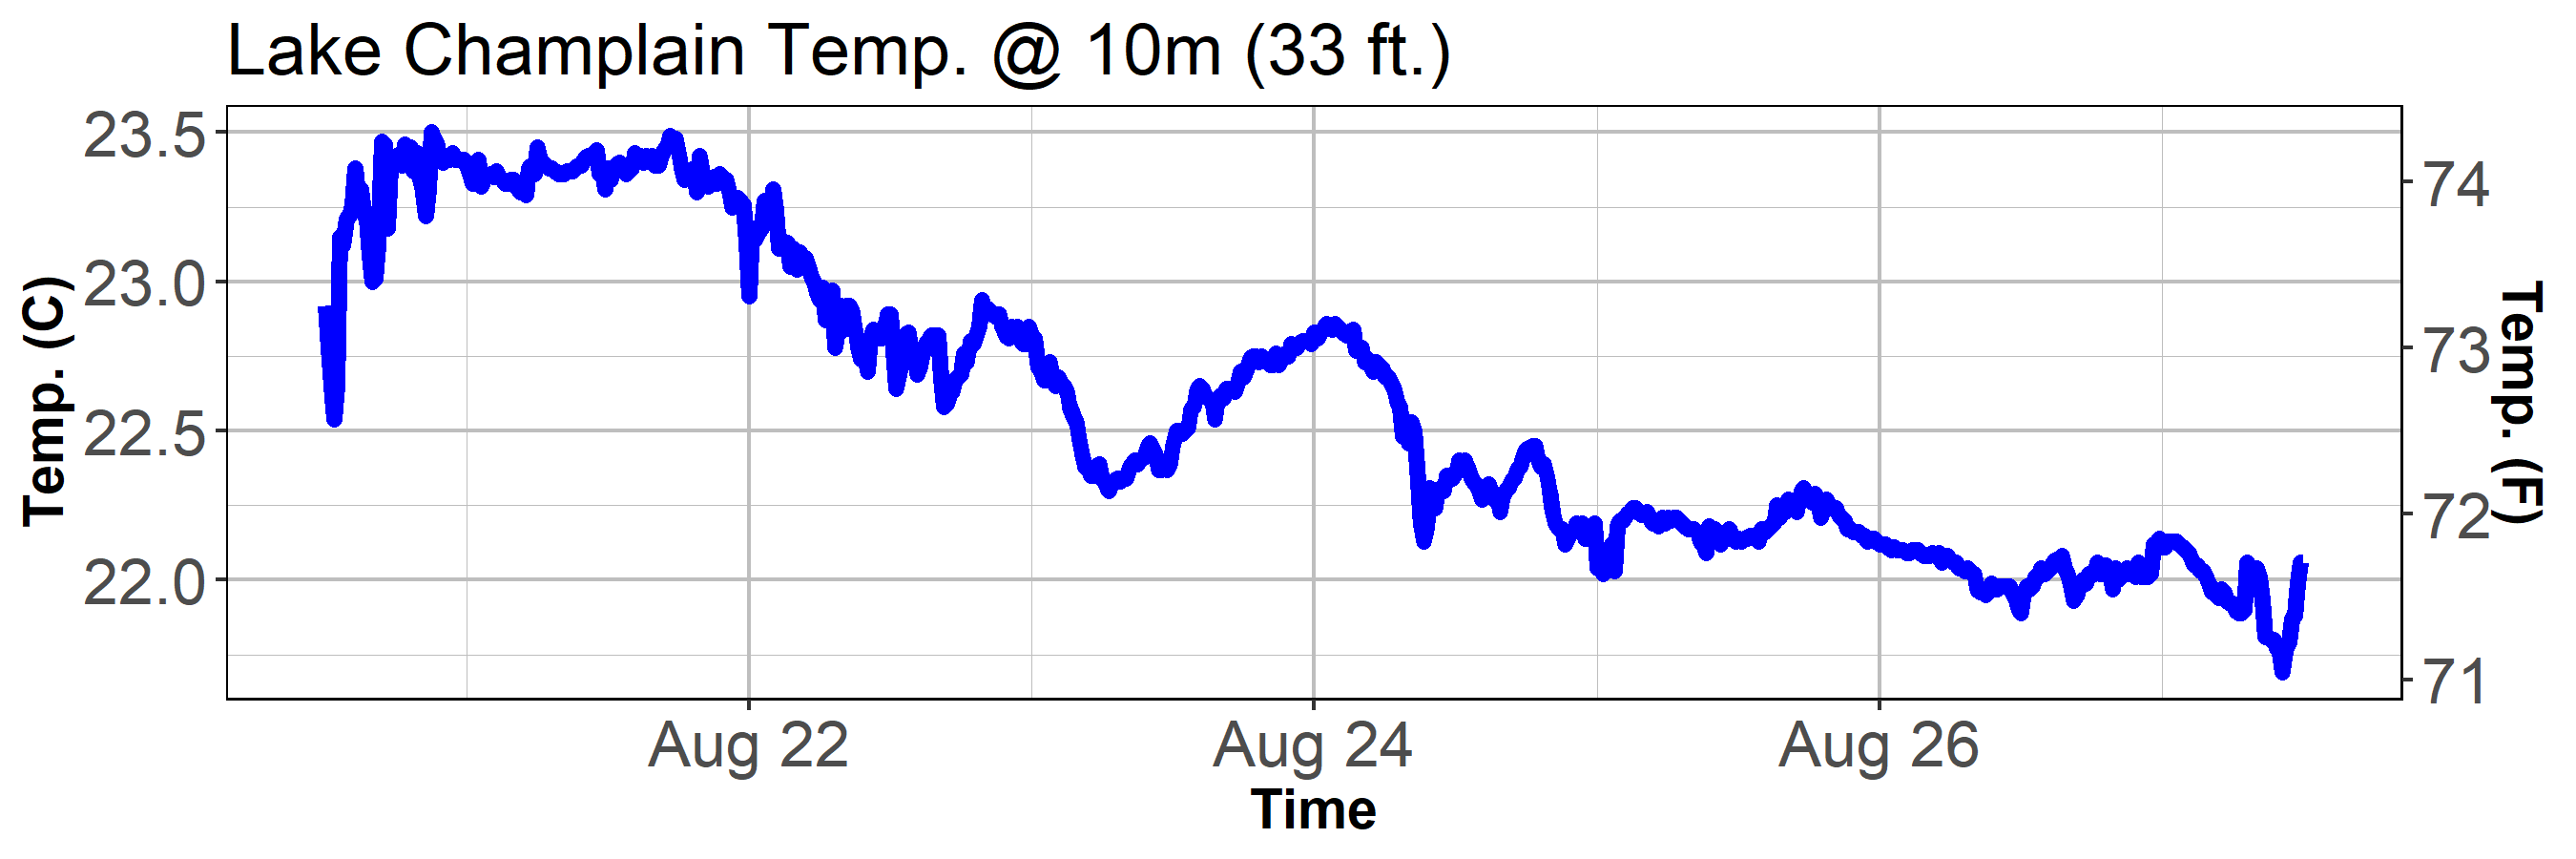 Lake Champlain Temp. @ 10m (33 ft.)
Temp. (C)
23.5
23.0
22.5
22.0
74
73
72
71
Temp. (F)
Aug 22
Aug 24
Aug 26
Time